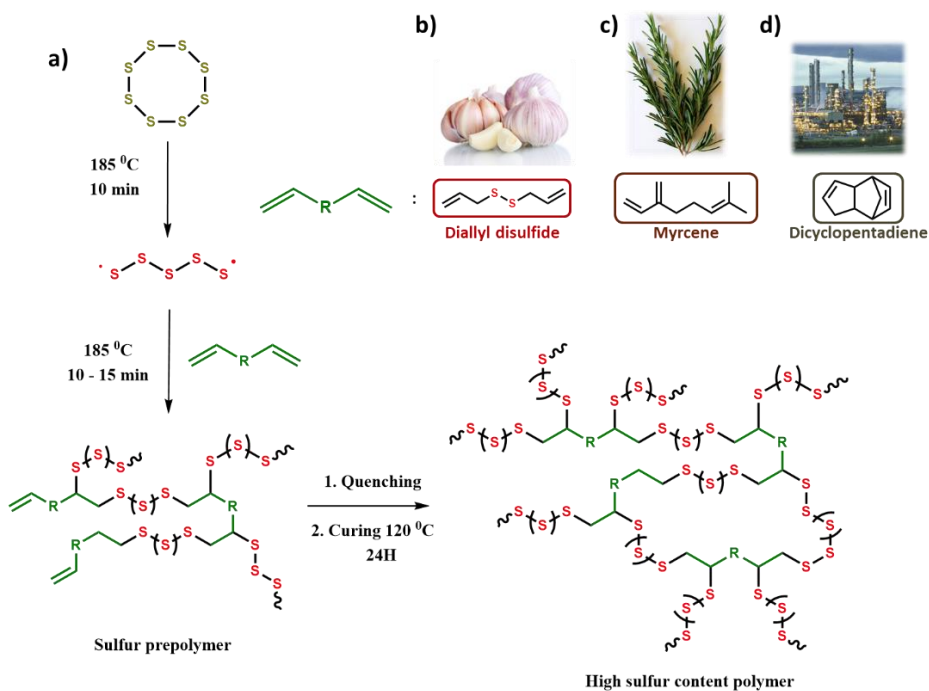 a)
S S
S S
S S
S S
185 ⁰C
10 min
S S S S S
185 ⁰C
10 - 15 min
R
R
:
b)
S S
Diallyl disulfide
c)
Myrcene
d)
Dicyclopentadiene
S (S) S
S (S) S
R S (S) S
R
R S (S) S
S
S
S
Sulfur prepolymer
1. Quenching
2. Curing 120 ⁰C
24H
S
(S)
S
S (S) S
S (S) S
S (S) S
R
S (S) S
R
R
S (S) S
S
(S)
S
S (S) S
S
(S)
S
R
S
(S)
S
S
(S)
S
High sulfur content polymer